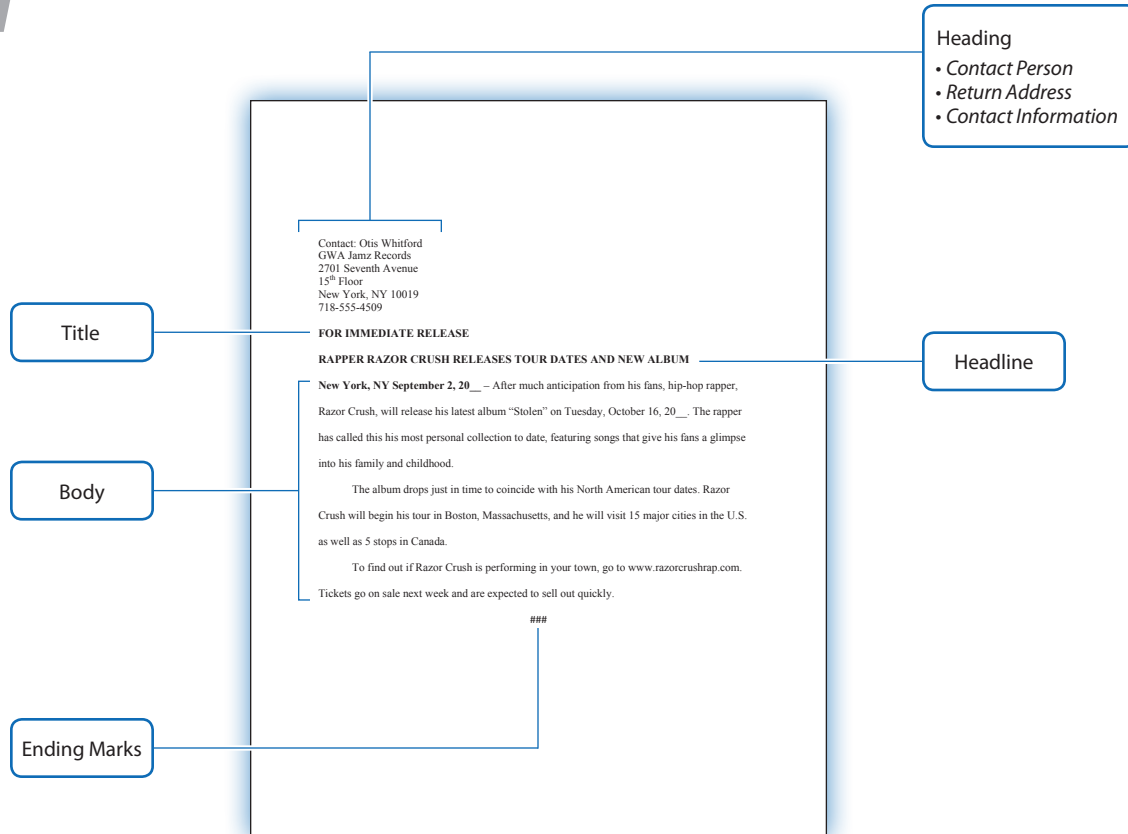 Heading
• Contact Person
• Return Address
• Contact Information
Contact: Otis Whitford
GWA Jamz Records
2701 Seventh Avenue
15th Floor
New York, NY 10019
718-555-4509
Title
FOR IMMEDIATE RELEASE
RAPPER RAZOR CRUSH RELEASES TOUR DATES AND NEW ALBUM
Headline
New York, NY September 2, 20__ – After much anticipation from his fans, hip-hop rapper,
Razor Crush, will release his latest album “Stolen” on Tuesday, October 16, 20__. The rapper
has called this his most personal collection to date, featuring songs that give his fans a glimpse
into his family and childhood.
Body
The album drops just in time to coincide with his North American tour dates. Razor
Crush will begin his tour in Boston, Massachusetts, and he will visit 15 major cities in the U.S.
as well as 5 stops in Canada.
To find out if Razor Crush is performing in your town, go to www.razorcrushrap.com.
Tickets go on sale next week and are expected to sell out quickly.
###
Ending Marks